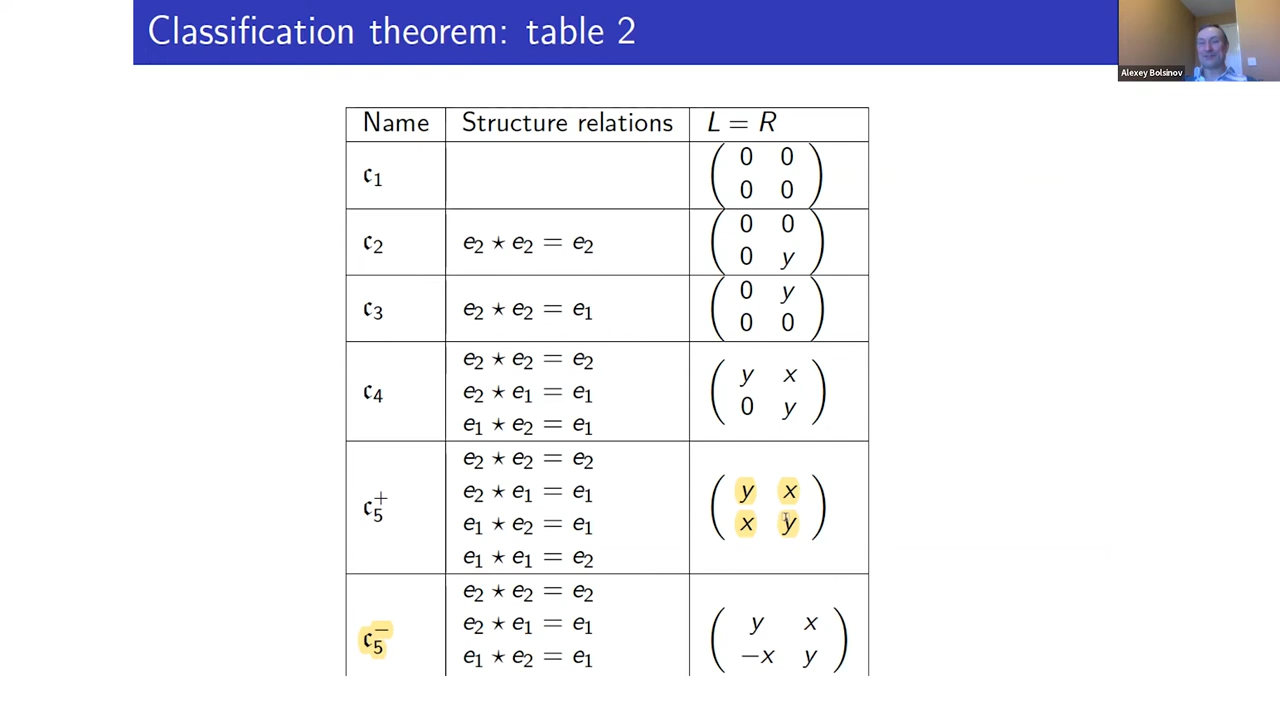 Classification theorem: table 2
Alexey Bolsinov
Name Structure relations L = R
𝔠₁ ( 0 0
0 0 )
𝔠₂ e₂ ⋆ e₂ = e₂ ( 0 0
0 y )
𝔠₃ e₂ ⋆ e₂ = e₁ ( 0 y
0 0 )
𝔠₄ e₂ ⋆ e₂ = e₂ ( y x
e₂ ⋆ e₁ = e₁ 0 y )
e₁ ⋆ e₂ = e₁
𝔠₅⁺ e₂ ⋆ e₂ = e₂ ( y x
e₂ ⋆ e₁ = e₁ x y )
e₁ ⋆ e₂ = e₁
e₁ ⋆ e₁ = e₂
𝔠₅⁻ e₂ ⋆ e₂ = e₂ ( y x
e₂ ⋆ e₁ = e₁ −x y )
e₁ ⋆ e₂ = e₁